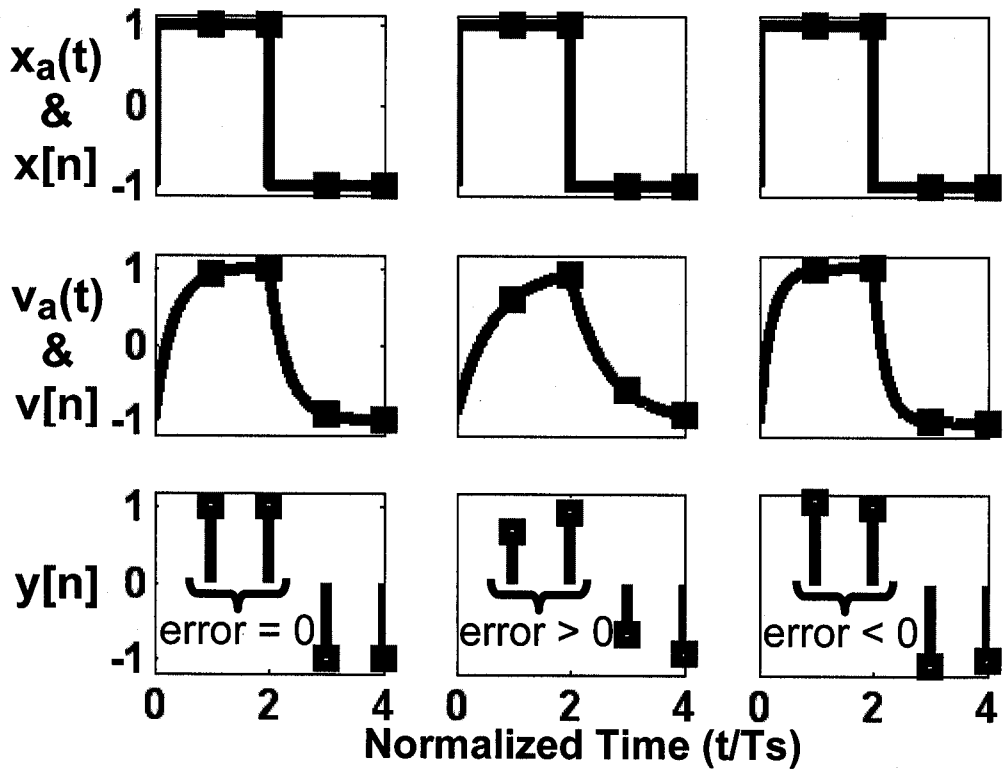 1
xa(t)
&
x[n]
0
-1
1
va(t)
&
v[n]
0
-1
1
y[n]
0
-1
error = 0
error > 0
error < 0
0 2 4 0 2 4 0 2 4
Normalized Time (t/Ts)